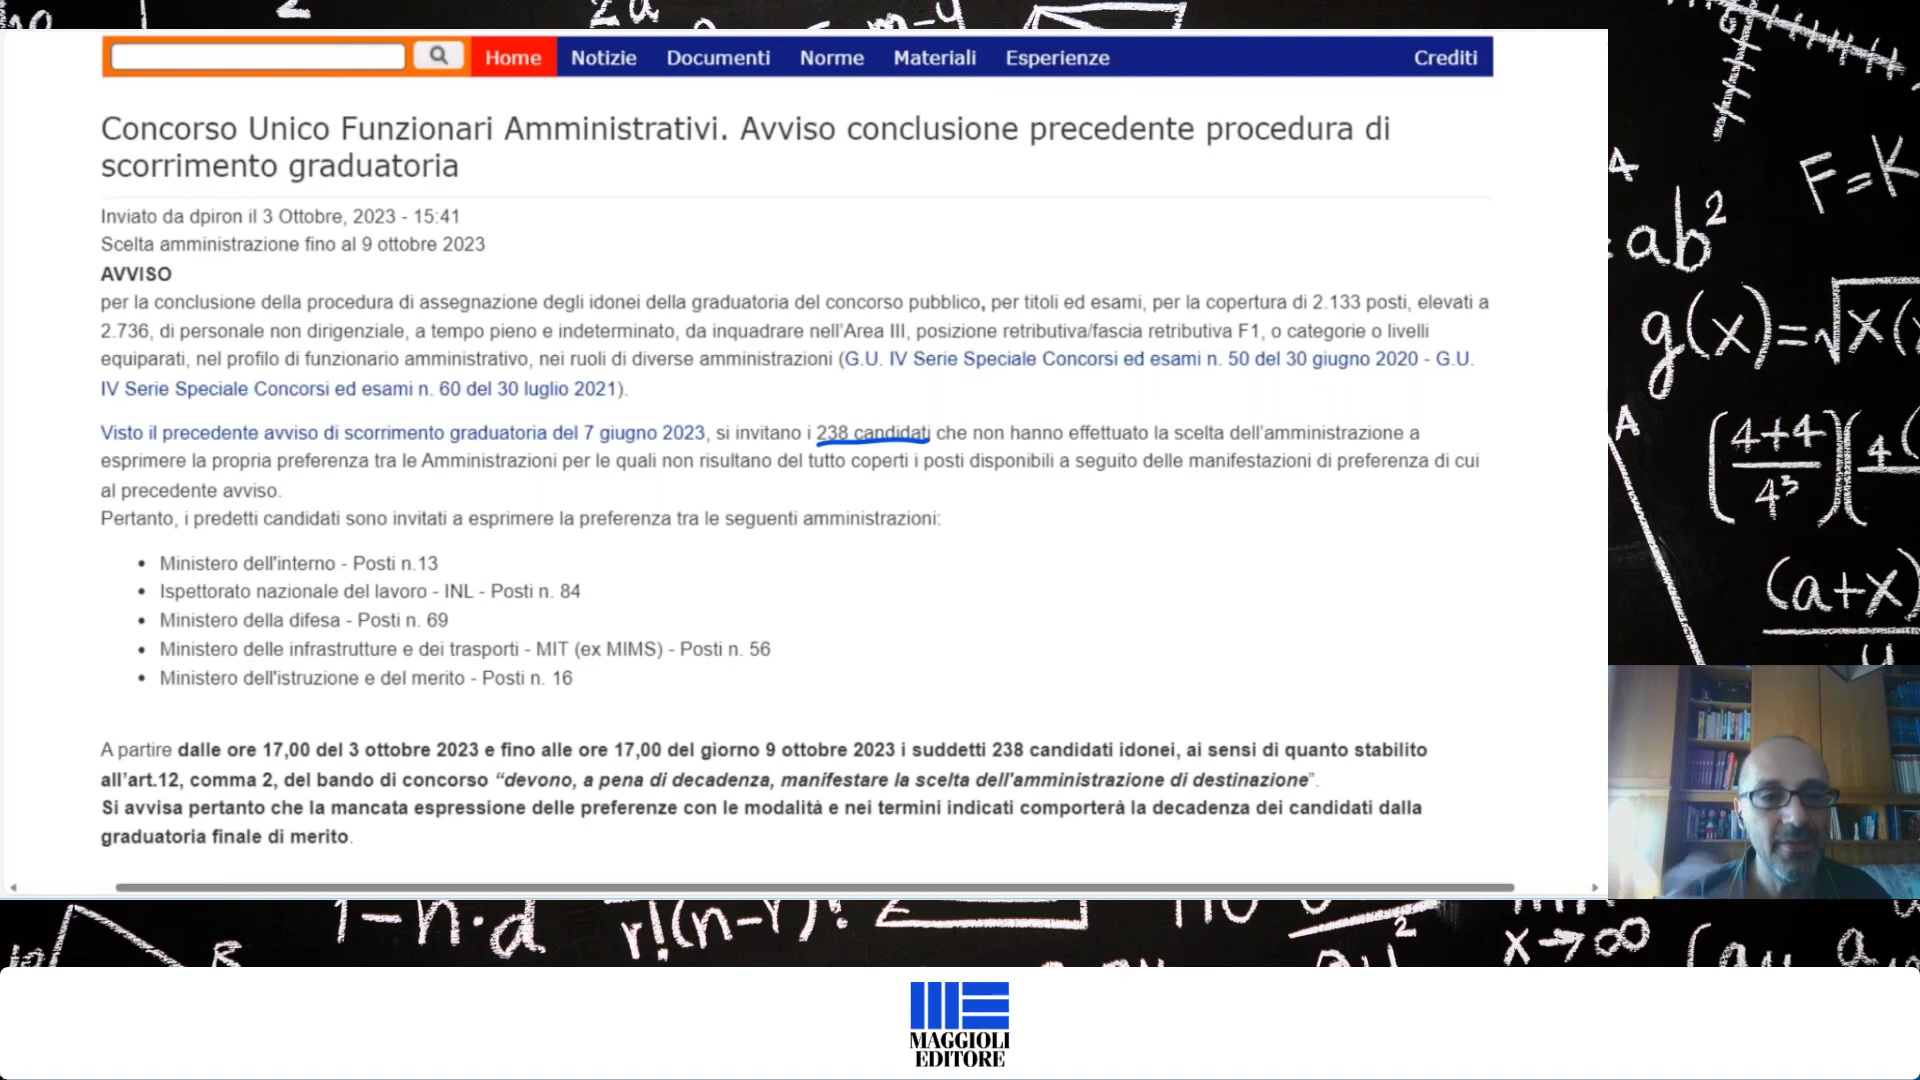 Home Notizie Documenti Norme Materiali Esperienze Crediti
Concorso Unico Funzionari Amministrativi. Avviso conclusione precedente procedura di
scorrimento graduatoria
Inviato da dpiron il 3 Ottobre, 2023 - 15:41
Scelta amministrazione fino al 9 ottobre 2023
AVVISO
per la conclusione della procedura di assegnazione degli idonei della graduatoria del concorso pubblico, per titoli ed esami, per la copertura di 2.133 posti, elevati a
2.736, di personale non dirigenziale, a tempo pieno e indeterminato, da inquadrare nell'Area III, posizione retributiva/fascia retributiva F1, o categorie o livelli
equiparati, nel profilo di funzionario amministrativo, nei ruoli di diverse amministrazioni (G.U. IV Serie Speciale Concorsi ed esami n. 50 del 30 giugno 2020 - G.U.
IV Serie Speciale Concorsi ed esami n. 60 del 30 luglio 2021).
Visto il precedente avviso di scorrimento graduatoria del 7 giugno 2023, si invitano i 238 candidati che non hanno effettuato la scelta dell'amministrazione a
esprimere la propria preferenza tra le Amministrazioni per le quali non risultano del tutto coperti i posti disponibili a seguito delle manifestazioni di preferenza di cui
al precedente avviso.
Pertanto, i predetti candidati sono invitati a esprimere la preferenza tra le seguenti amministrazioni:
• Ministero dell'interno - Posti n.13
• Ispettorato nazionale del lavoro - INL - Posti n. 84
• Ministero della difesa - Posti n. 69
• Ministero delle infrastrutture e dei trasporti - MIT (ex MIMS) - Posti n. 56
• Ministero dell'istruzione e del merito - Posti n. 16
A partire dalle ore 17,00 del 3 ottobre 2023 e fino alle ore 17,00 del giorno 9 ottobre 2023 i suddetti 238 candidati idonei, ai sensi di quanto stabilito
all'art.12, comma 2, del bando di concorso “devono, a pena di decadenza, manifestare la scelta dell'amministrazione di destinazione”.
Si avvisa pertanto che la mancata espressione delle preferenze con le modalità e nei termini indicati comporterà la decadenza dei candidati dalla
graduatoria finale di merito.
F=K
ab²
A
(a+x)
1-n·d
r!(n-r)!
x→∞
MAGGIOLI
EDITORE